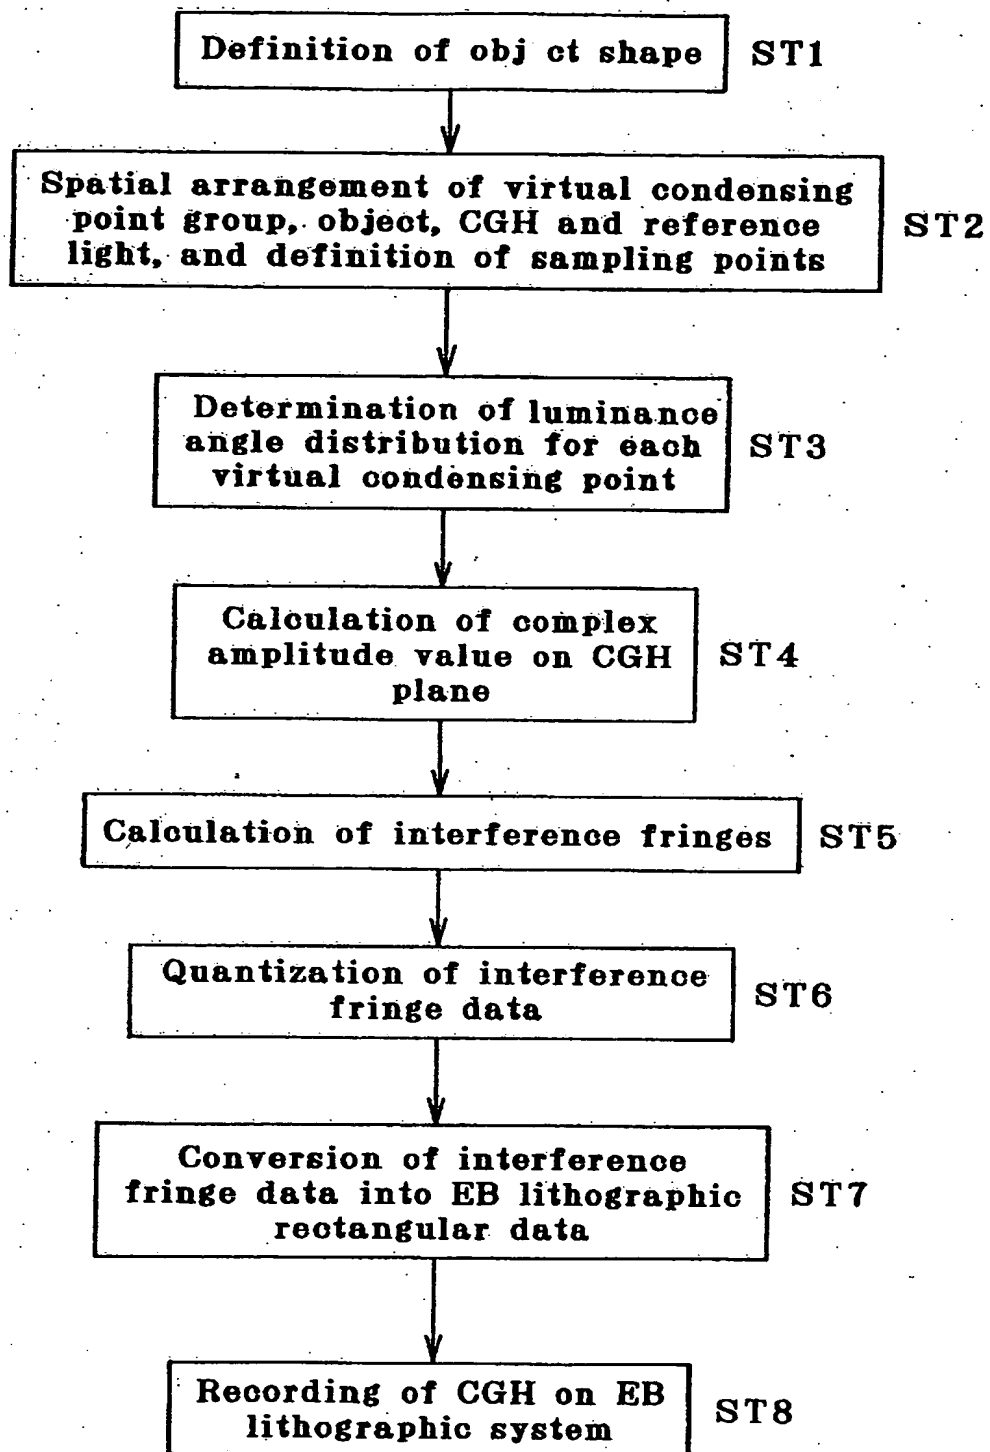 Definition of obj ct shape ST1
Spatial arrangement of virtual condensing
point group, object, CGH and reference
light, and definition of sampling points
ST2
Determination of luminance
angle distribution for each
virtual condensing point
ST3
Calculation of complex
amplitude value on CGH
plane
ST4
Calculation of interference fringes ST5
Quantization of interference
fringe data
ST6
Conversion of interference
fringe data into EB lithographic
rectangular data
ST7
Recording of CGH on EB
lithographic system
ST8